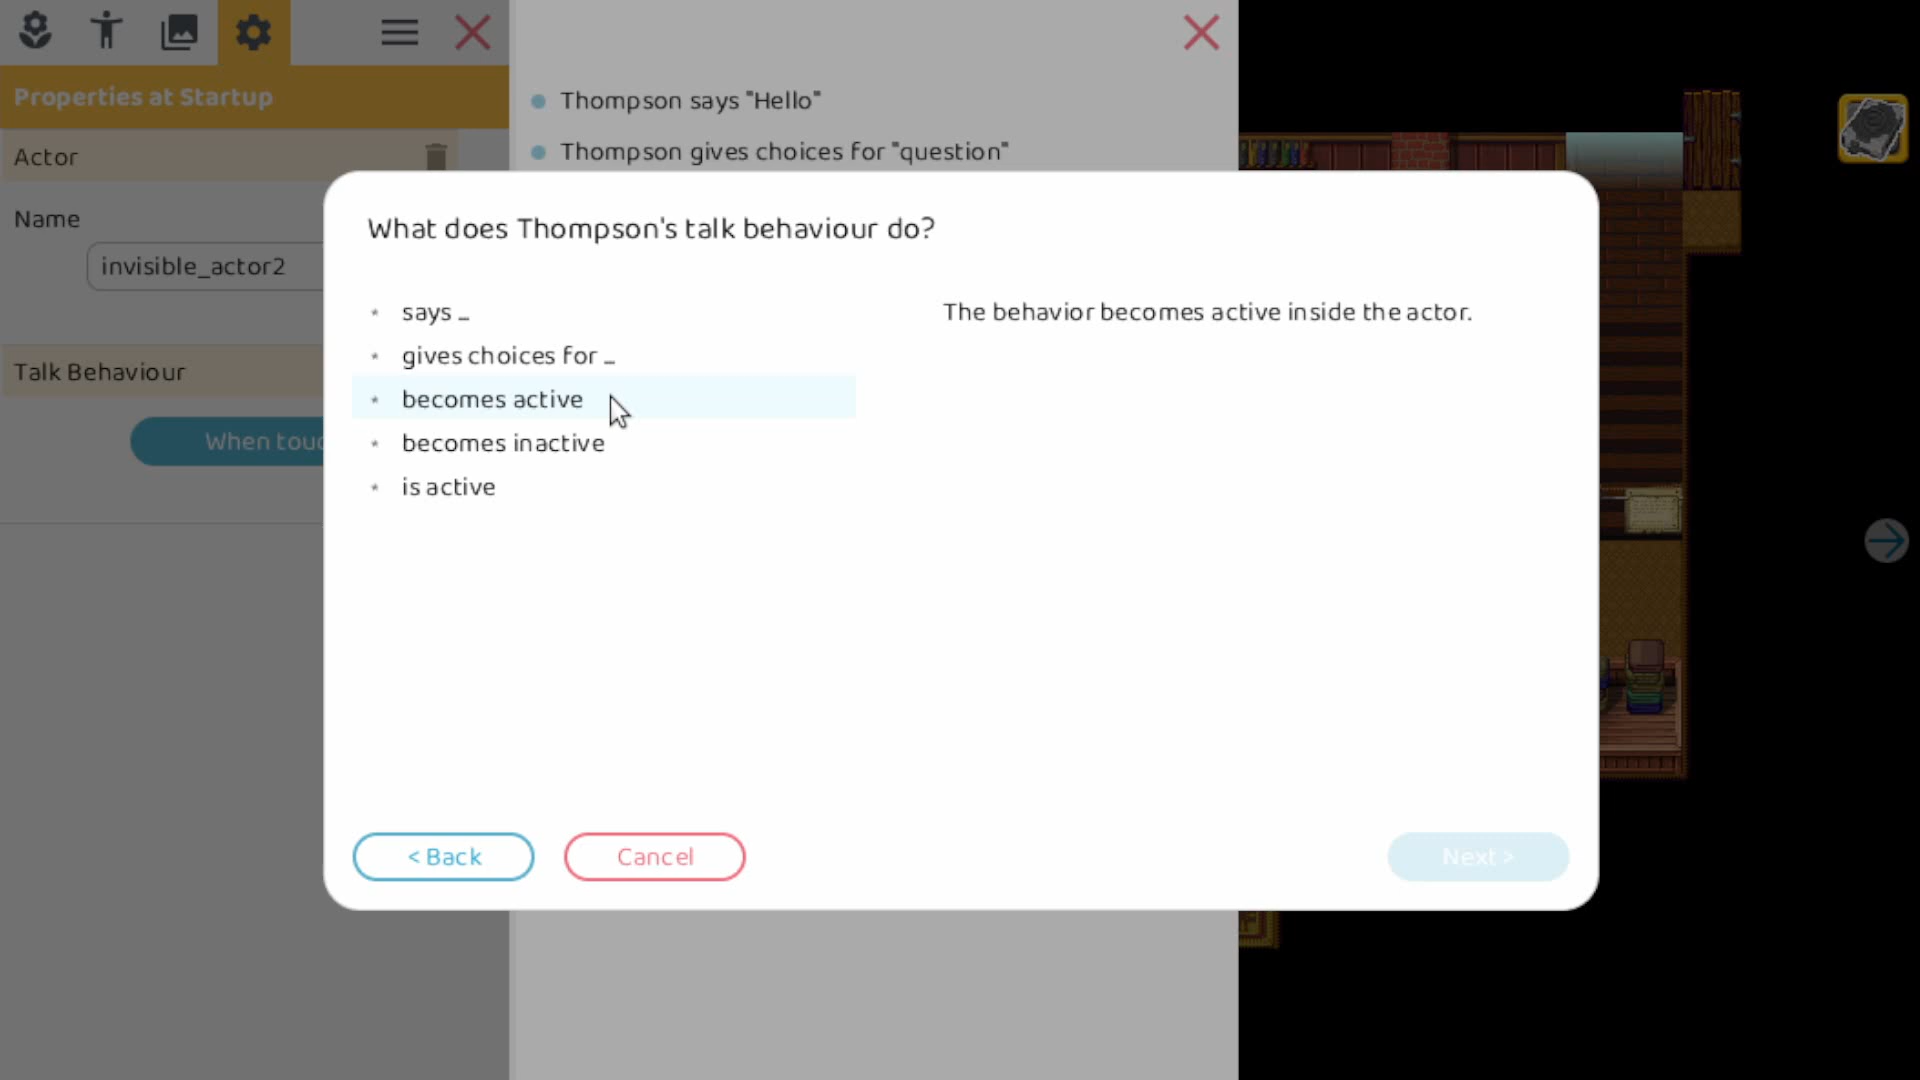 Properties at Startup
Actor
Name
invisible_actor2
Talk Behaviour
When touc
Thompson says "Hello"
Thompson gives choices for "question"
What does Thompson's talk behaviour do?
says _
gives choices for _
becomes active
becomes inactive
is active
The behavior becomes active inside the actor.
< Back
Cancel
Next >